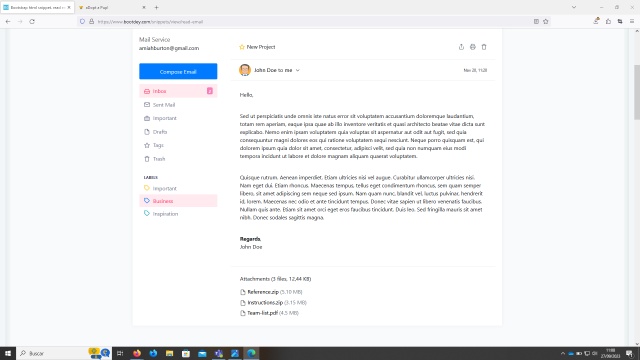 Bootdey html snippet read e
aDopt a Pup!
https://www.bootdey.com/snippets/view/read-email
Mail Service
amiahburton@gmail.com
Compose Email
Inbox
Sent Mail
Important
Drafts
Tags
Trash
LABELS
Important
Business
Inspiration
New Project
John Doe to me
Nov 20, 11:20
Hello,
Sed ut perspiciatis unde omnis iste natus error sit voluptatem accusantium doloremque laudantium,
totam rem aperiam, eaque ipsa quae ab illo inventore veritatis et quasi architecto beatae vitae dicta sunt
explicabo. Nemo enim ipsam voluptatem quia voluptas sit aspernatur aut odit aut fugit, sed quia
consequuntur magni dolores eos qui ratione voluptatem sequi nesciunt. Neque porro quisquam est, qui
dolorem ipsum quia dolor sit amet, consectetur, adipisci velit, sed quia non numquam eius modi
tempora incidunt ut labore et dolore magnam aliquam quaerat voluptatem.
Quisque rutrum. Aenean imperdiet. Etiam ultricies nisi vel augue. Curabitur ullamcorper ultricies nisi.
Nam eget dui. Etiam rhoncus. Maecenas tempus, tellus eget condimentum rhoncus, sem quam semper
libero, sit amet adipiscing sem neque sed ipsum. Nam quam nunc, blandit vel, luctus pulvinar, hendrerit
id, lorem. Maecenas nec odio et ante tincidunt tempus. Donec vitae sapien ut libero venenatis faucibus.
Nullam quis ante. Etiam sit amet orci eget eros faucibus tincidunt. Duis leo. Sed fringilla mauris sit amet
nibh. Donec sodales sagittis magna.
Regards,
John Doe
Attachments (3 files, 12,44 KB)
Reference.zip (5.10 MB)
Instructions.zip (3.15 MB)
Team-list.pdf (4.5 MB)
Buscar
11:00
27/09/2023